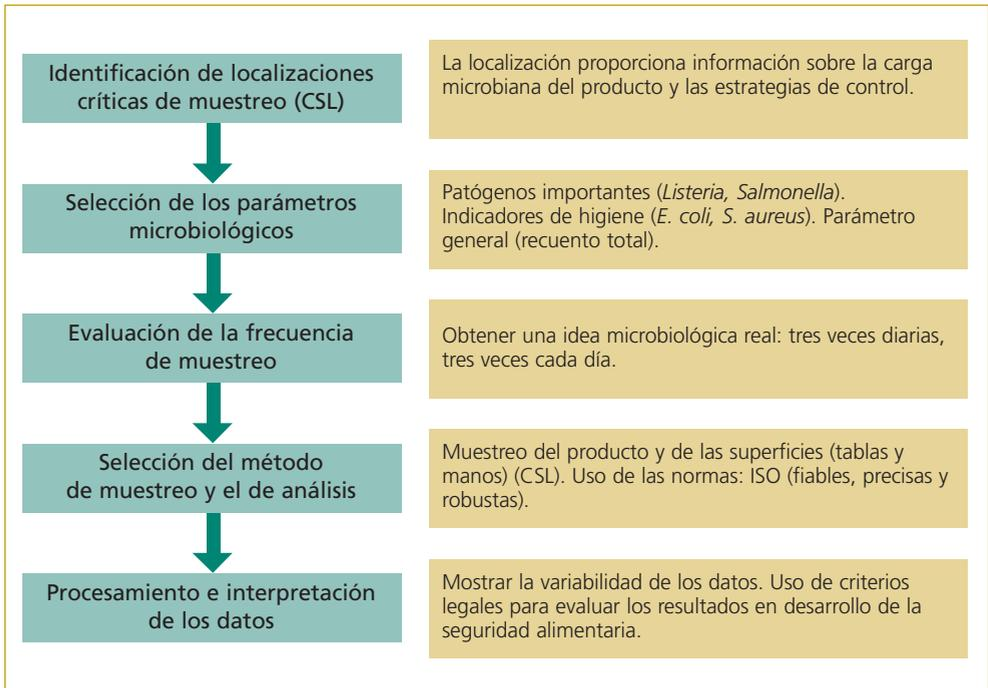 Identificación de localizaciones
críticas de muestreo (CSL)
La localización proporciona información sobre la carga
microbiana del producto y las estrategias de control.
Selección de los parámetros
microbiológicos
Patógenos importantes (Listeria, Salmonella).
Indicadores de higiene (E. coli, S. aureus). Parámetro
general (recuento total).
Evaluación de la frecuencia
de muestreo
Obtener una idea microbiológica real: tres veces diarias,
tres veces cada día.
Selección del método
de muestreo y el de análisis
Muestreo del producto y de las superficies (tablas y
manos) (CSL). Uso de las normas: ISO (fiables, precisas y
robustas).
Procesamiento e interpretación
de los datos
Mostrar la variabilidad de los datos. Uso de criterios
legales para evaluar los resultados en desarrollo de la
seguridad alimentaria.